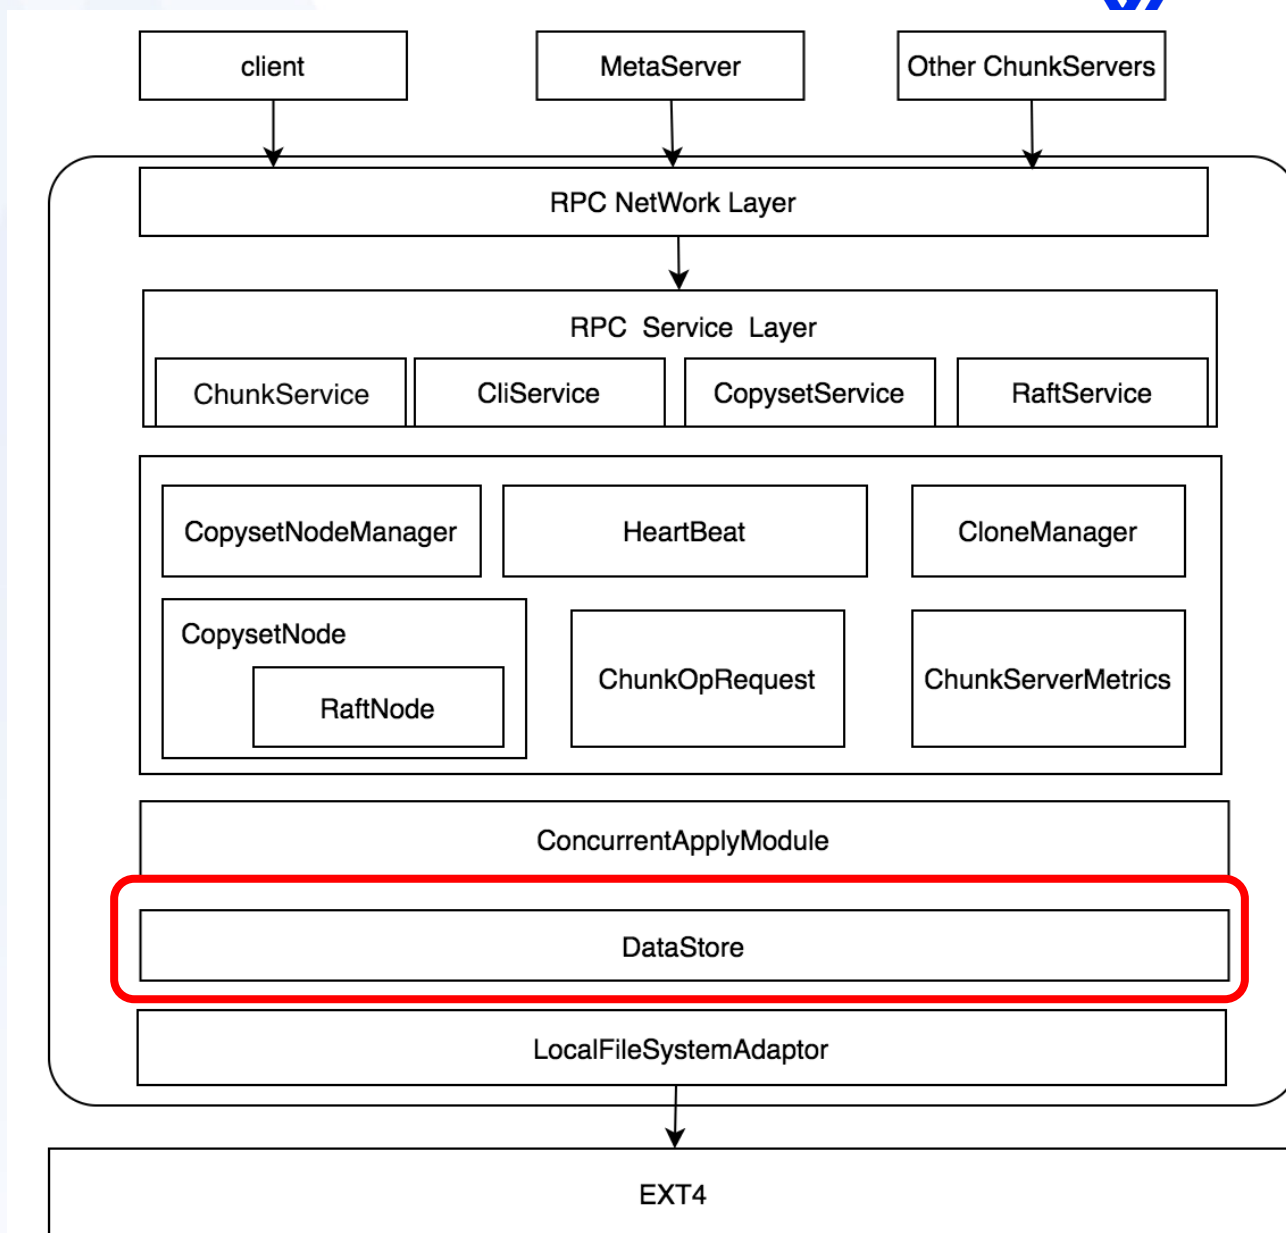 client
MetaServer
Other ChunkServers
RPC NetWork Layer
RPC Service Layer
ChunkService
CliService
CopysetService
RaftService
CopysetNodeManager
HeartBeat
CloneManager
CopysetNode
RaftNode
ChunkOpRequest
ChunkServerMetrics
ConcurrentApplyModule
DataStore
LocalFileSystemAdaptor
EXT4